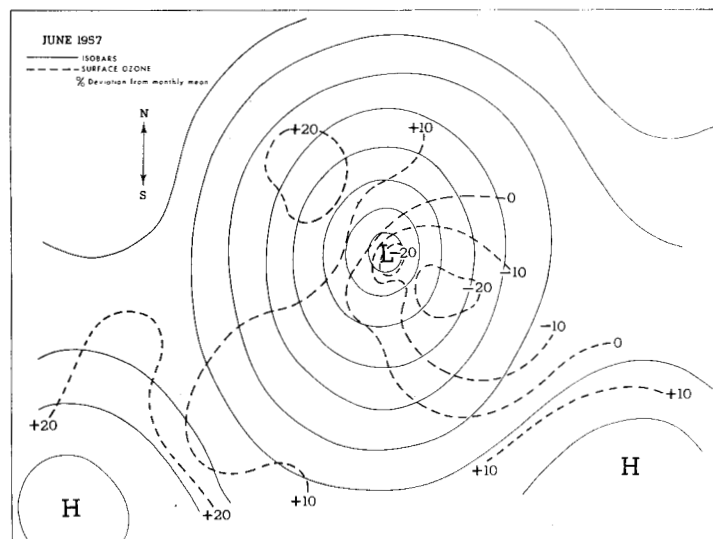 JUNE 1957
ISOBARS
SURFACE OZONE
% Deviation from monthly mean
N
S
+20
+10
0
L
-20
-10
-20
-10
0
+10
+20
+10
H
+10
H
+20